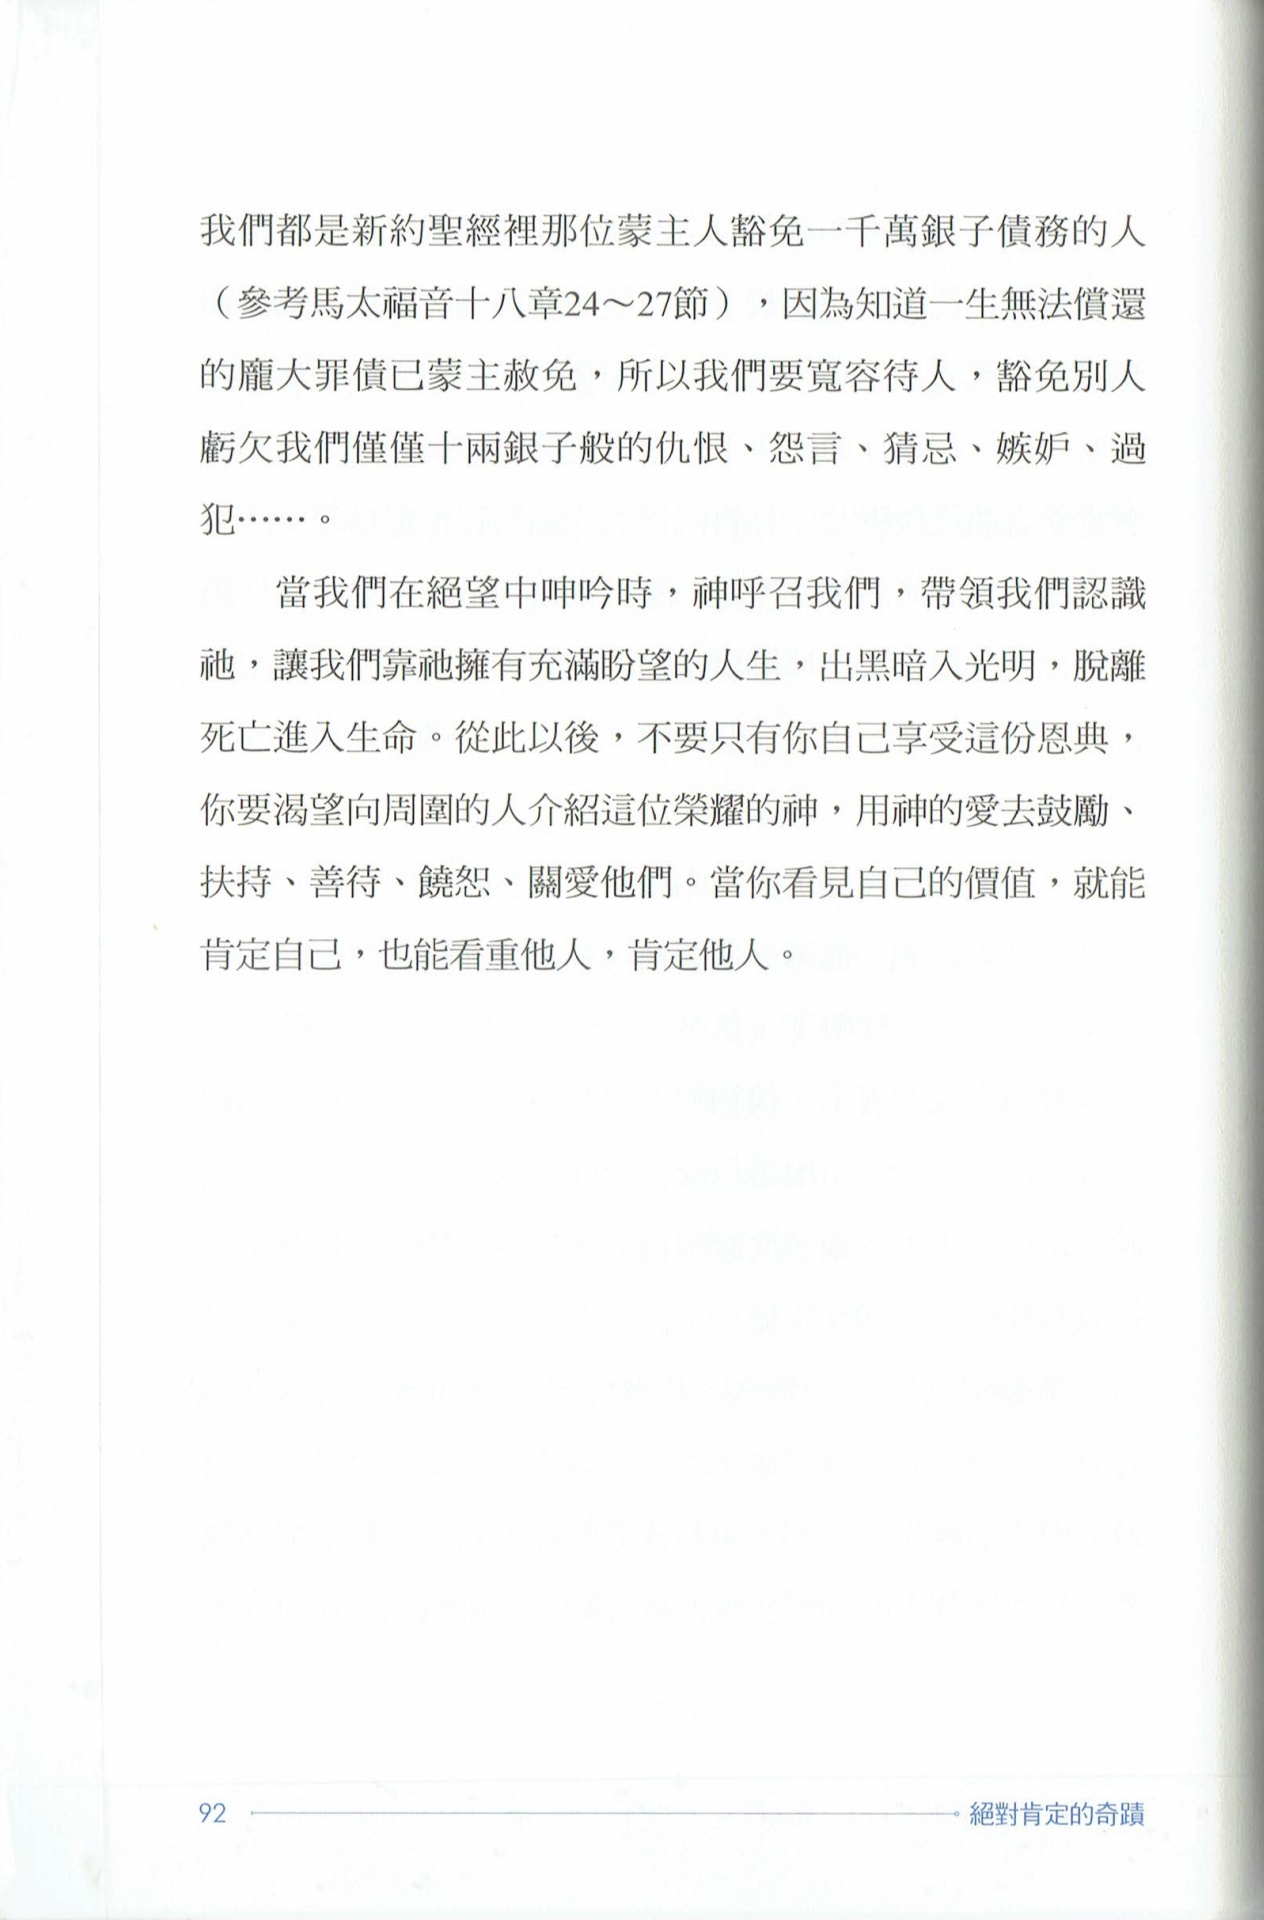 我們都是新約聖經裡那位蒙主人豁免一千萬銀子債務的人
（參考馬太福音十八章24～27節），因為知道一生無法償還
的龐大罪債已蒙主赦免，所以我們要寬容待人，豁免別人
虧欠我們僅僅十兩銀子般的仇恨、怨言、猜忌、嫉妒、過
犯……。
當我們在絕望中呻吟時，神呼召我們，帶領我們認識
祂，讓我們靠祂擁有充滿盼望的人生，出黑暗入光明，脫離
死亡進入生命。從此以後，不要只有你自己享受這份恩典，
你要渴望向周圍的人介紹這位榮耀的神，用神的愛去鼓勵、
扶持、善待、饒恕、關愛他們。當你看見自己的價值，就能
肯定自己，也能看重他人，肯定他人。
92 絕對肯定的奇蹟